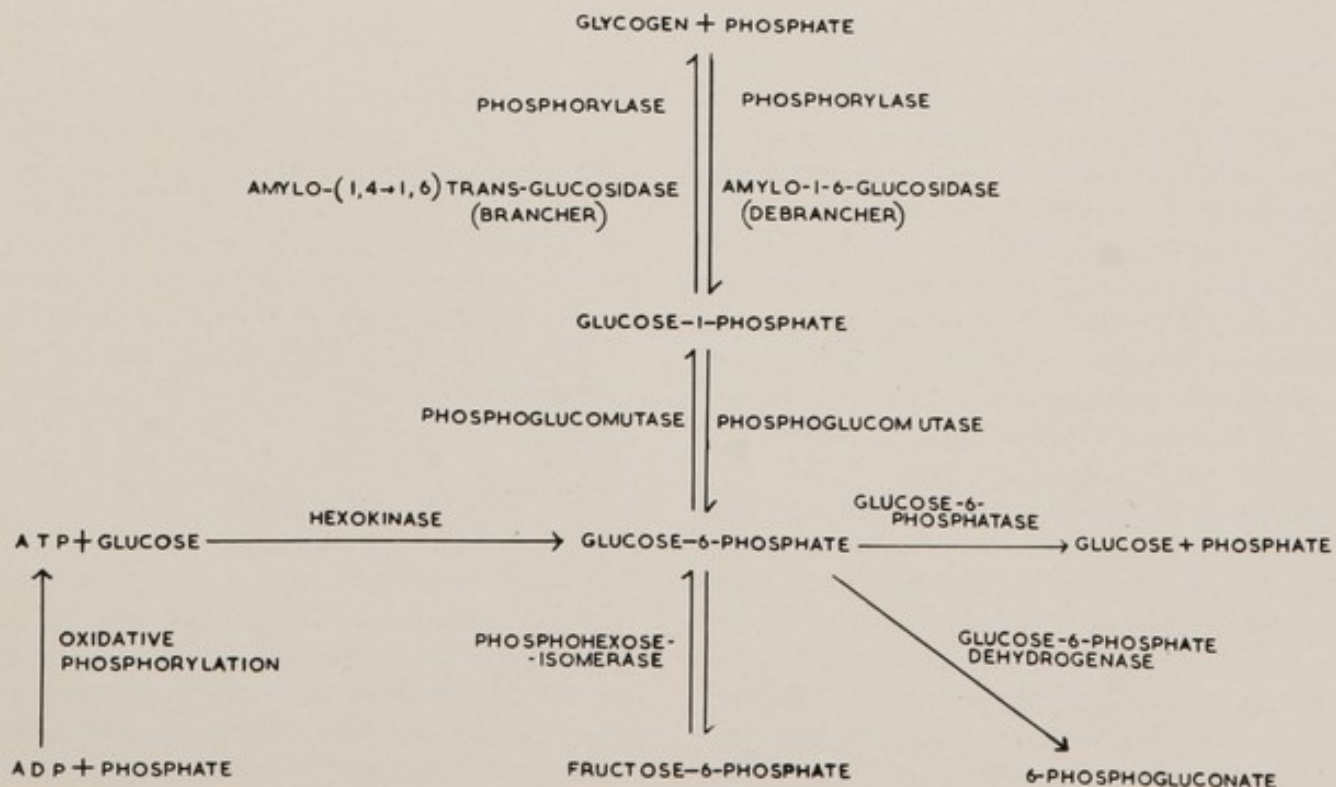 GLYCOGEN + PHOSPHATE
PHOSPHORYLASE
PHOSPHORYLASE
AMYLO-(1,4→1,6) TRANS-GLUCOSIDASE
(BRANCHER)
AMYLO-1-6-GLUCOSIDASE
(DEBRANCHER)
GLUCOSE-1-PHOSPHATE
PHOSPHOGLUCOMUTASE
PHOSPHOGLUCOMUTASE
ATP + GLUCOSE
HEXOKINASE
GLUCOSE-6-PHOSPHATE
GLUCOSE-6-
PHOSPHATASE
GLUCOSE + PHOSPHATE
OXIDATIVE
PHOSPHORYLATION
PHOSPHOHEXOSE-
-ISOMERASE
GLUCOSE-6-PHOSPHATE
DEHYDROGENASE
ADP + PHOSPHATE
FRUCTOSE-6-PHOSPHATE
6-PHOSPHOGLUCONATE